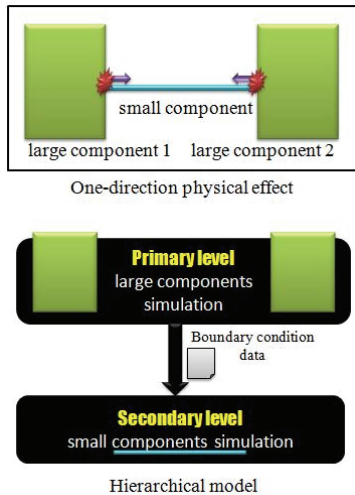 small component
large component 1 large component 2
One-direction physical effect
Primary level
large components
simulation
Boundary condition
data
Secondary level
small components simulation
Hierarchical model